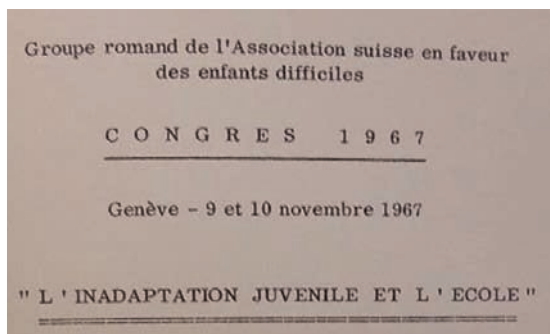 Groupe romand de l'Association suisse en faveur
des enfants difficiles
C O N G R E S 1 9 6 7
Genève - 9 et 10 novembre 1967
" L ' INADAPTATION JUVENILE ET L ' ECOLE "